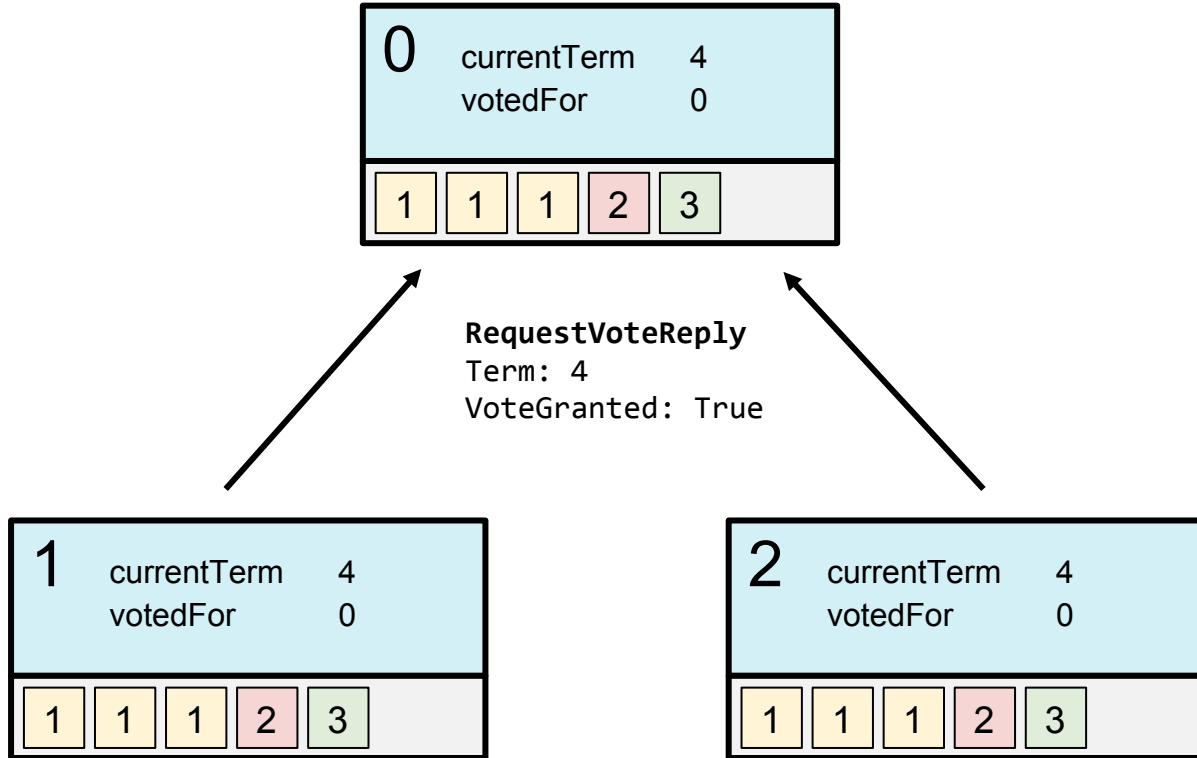 0
currentTerm 4
votedFor 0
1 1 1 2 3
RequestVoteReply
Term: 4
VoteGranted: True
1
currentTerm 4
votedFor 0
1 1 1 2 3
2
currentTerm 4
votedFor 0
1 1 1 2 3